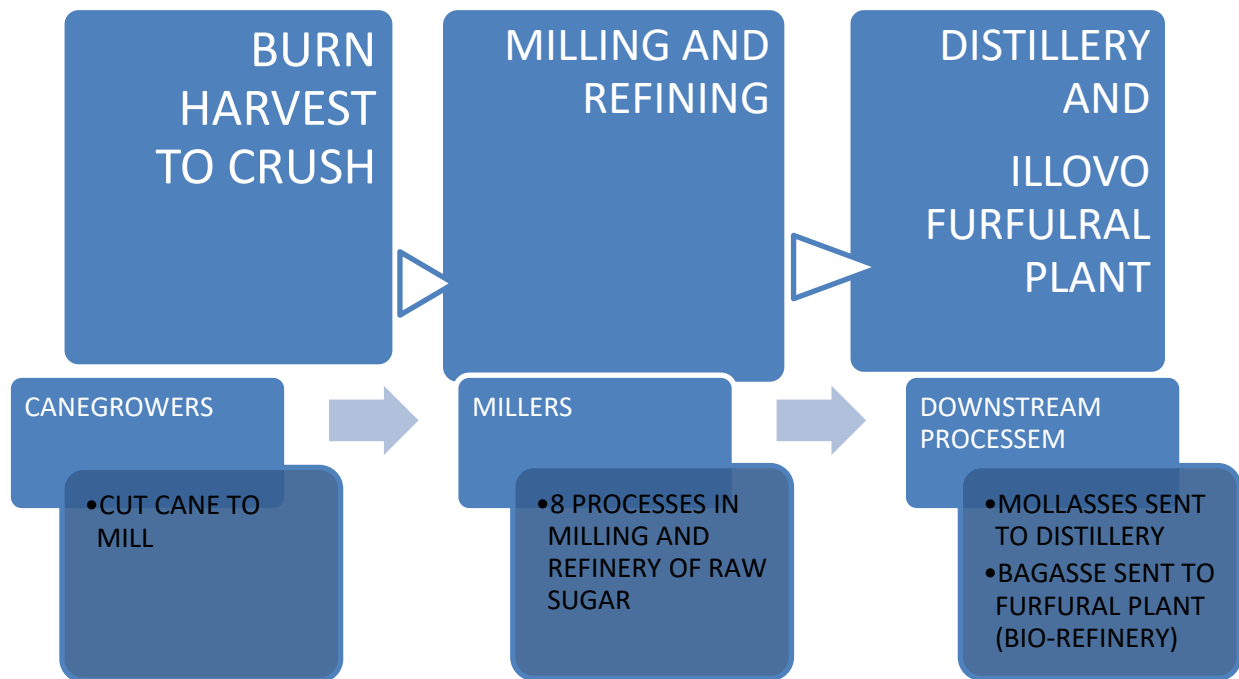 BURN
HARVEST
TO CRUSH
MILLING AND
REFINING
DISTILLERY
AND
ILLOVO
FURFULRAL
PLANT
CANEGROWERS
•CUT CANE TO
MILL
MILLERS
•8 PROCESSES IN
MILLING AND
REFINERY OF RAW
SUGAR
DOWNSTREAM
PROCESSEM
•MOLLASSES SENT
TO DISTILLERY
•BAGASSE SENT TO
FURFURAL PLANT
(BIO-REFINERY)